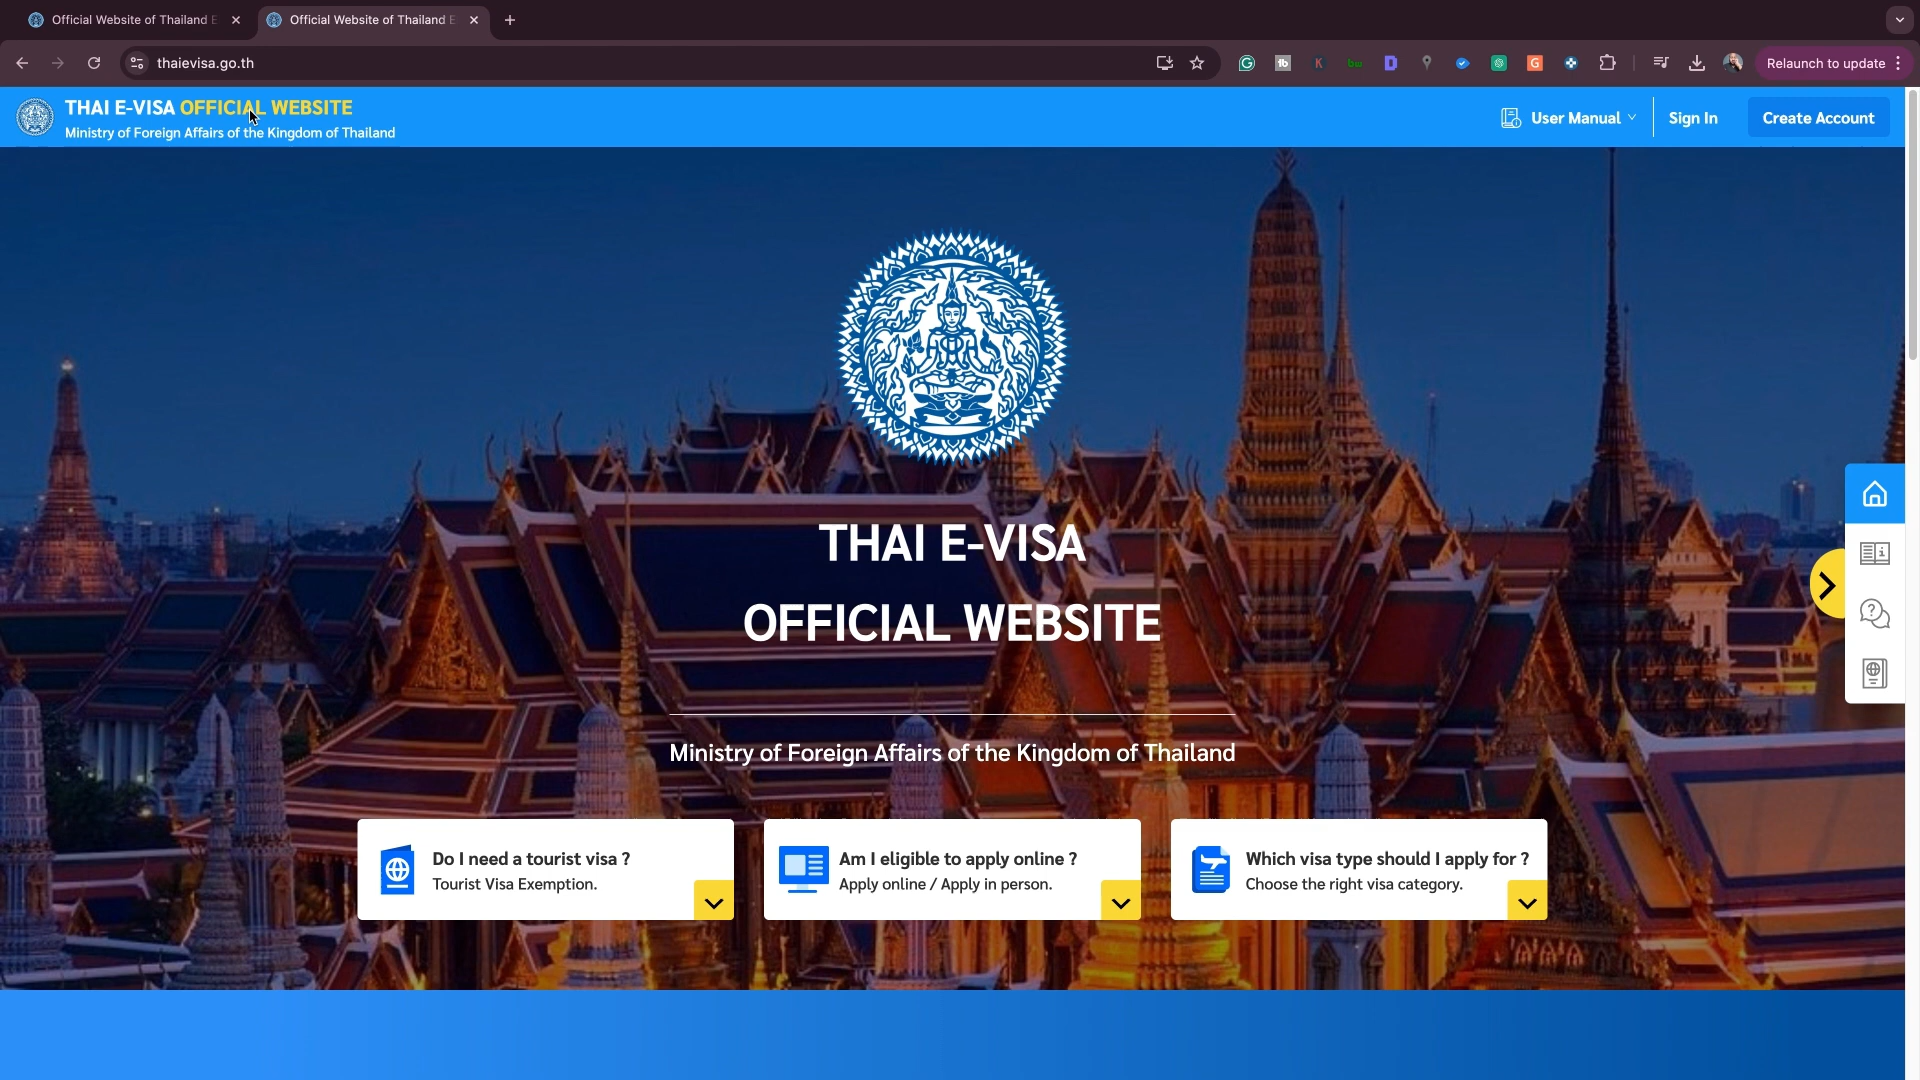 Official Website of Thailand E
Official Website of Thailand E
thaievisa.go.th
Relaunch to update
THAI E-VISA OFFICIAL WEBSITE
Ministry of Foreign Affairs of the Kingdom of Thailand
User Manual
Sign In
Create Account
THAI E-VISA
OFFICIAL WEBSITE
Ministry of Foreign Affairs of the Kingdom of Thailand
Do I need a tourist visa ?
Tourist Visa Exemption.
Am I eligible to apply online ?
Apply online / Apply in person.
Which visa type should I apply for ?
Choose the right visa category.